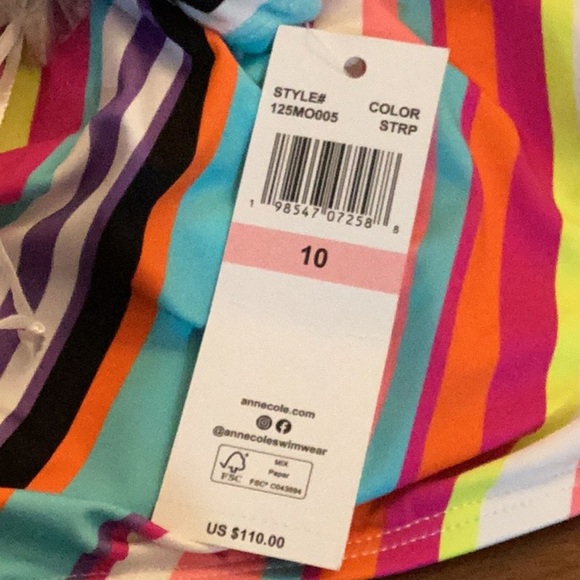 STYLE#
125MO005
COLOR
STRP
1 98547 07258 8
10
annecole.com
@annecoleswimwear
FSC
MIX
Paper
FSC® C043894
US $110.00